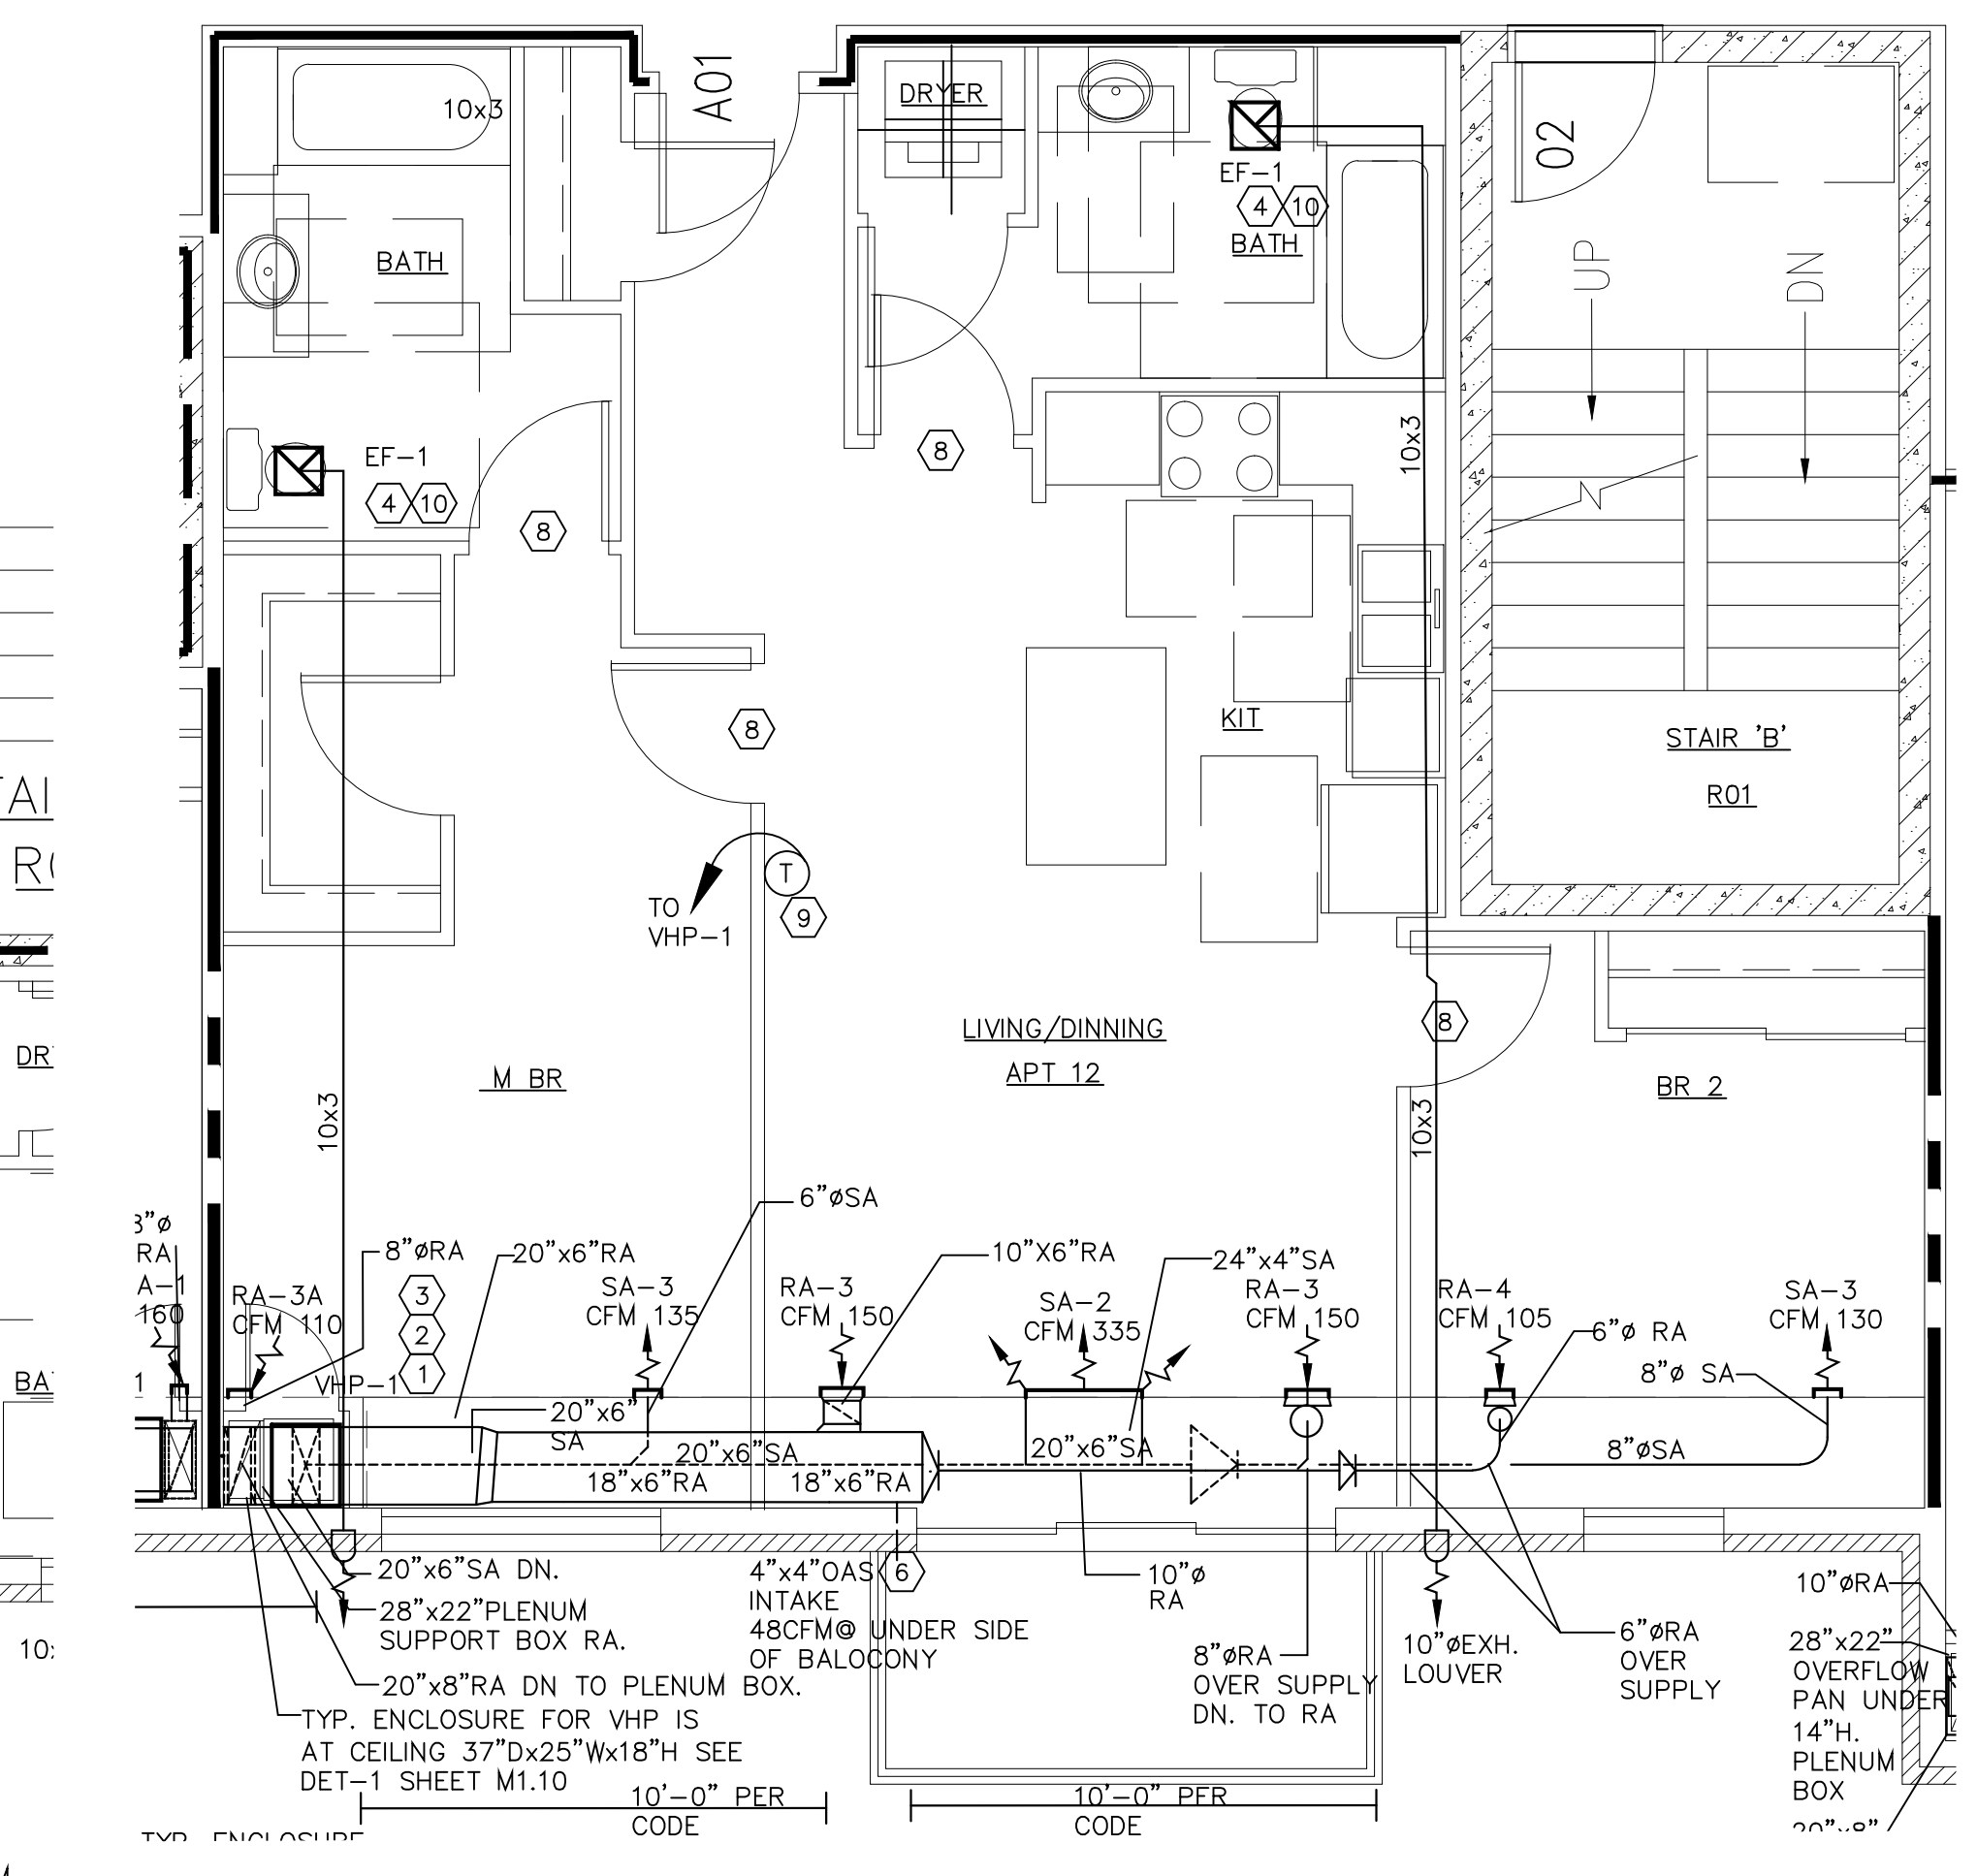 A01
DRYER
10x3
02
EF-1
4
10
BATH
BATH
UP
DN
EF-1
4
10
8
8
10x3
8
KIT
STAIR 'B'
R01
T
TO
VHP-1
9
LIVING/DINNING
APT 12
8
M BR
BR 2
DR
10x3
10x3
6"øSA
RA
8"øRA
20"x6"RA
10"X6"RA
24"x4"SA
A-1
160
RA-3A
CFM 110
3
2
1
SA-3
CFM 135
RA-3
CFM 150
SA-2
CFM 335
RA-3
CFM 150
RA-4
CFM 105
SA-3
CFM 130
6"ø RA
8"ø SA
BA
1
VHP-1
20"x6"
SA
20"x6"SA
18"x6"RA
18"x6"RA
20"x6"SA
8"øSA
20"x6"SA DN.
28"x22"PLENUM
SUPPORT BOX RA.
20"x8"RA DN TO PLENUM BOX.
TYP. ENCLOSURE FOR VHP IS
AT CEILING 37"Dx25"Wx18"H SEE
DET-1 SHEET M1.10
4"x4"OAS
6
INTAKE
48CFM@ UNDER SIDE
OF BALOCONY
10"ø
RA
8"øRA
OVER SUPPLY
DN. TO RA
10"øEXH.
LOUVER
6"øRA
OVER
SUPPLY
10"øRA
28"x22"
OVERFLOW
PAN UNDER
14"H.
PLENUM
BOX
20"x8"
10'-0" PER
CODE
10'-0" PER
CODE
TYP. ENCLOSURE